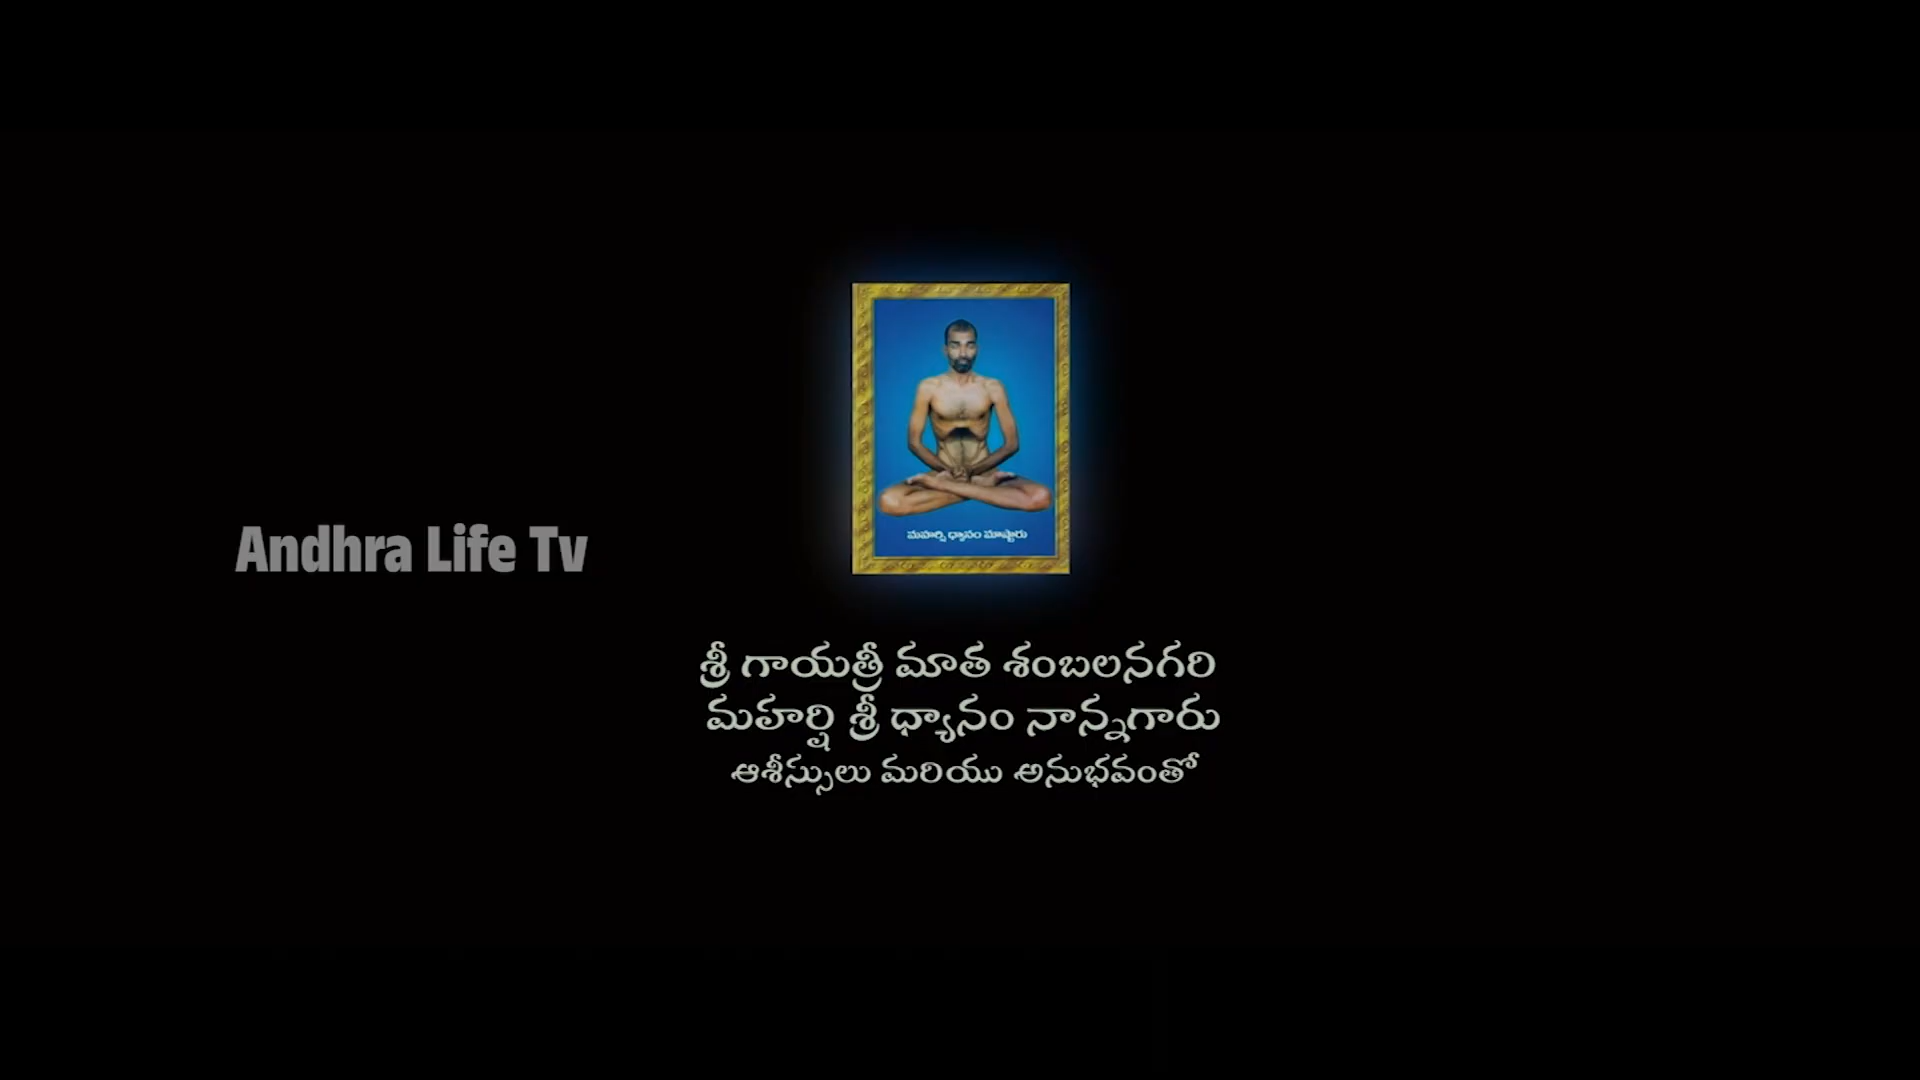 మహర్షి ధ్యానం మాష్టారు
Andhra Life Tv
శ్రీ గాయత్రీ మాత శంబలనగరి
మహర్షి శ్రీ ధ్యానం నాన్నగారు
ఆశీస్సులు మరియు అనుభవంతో